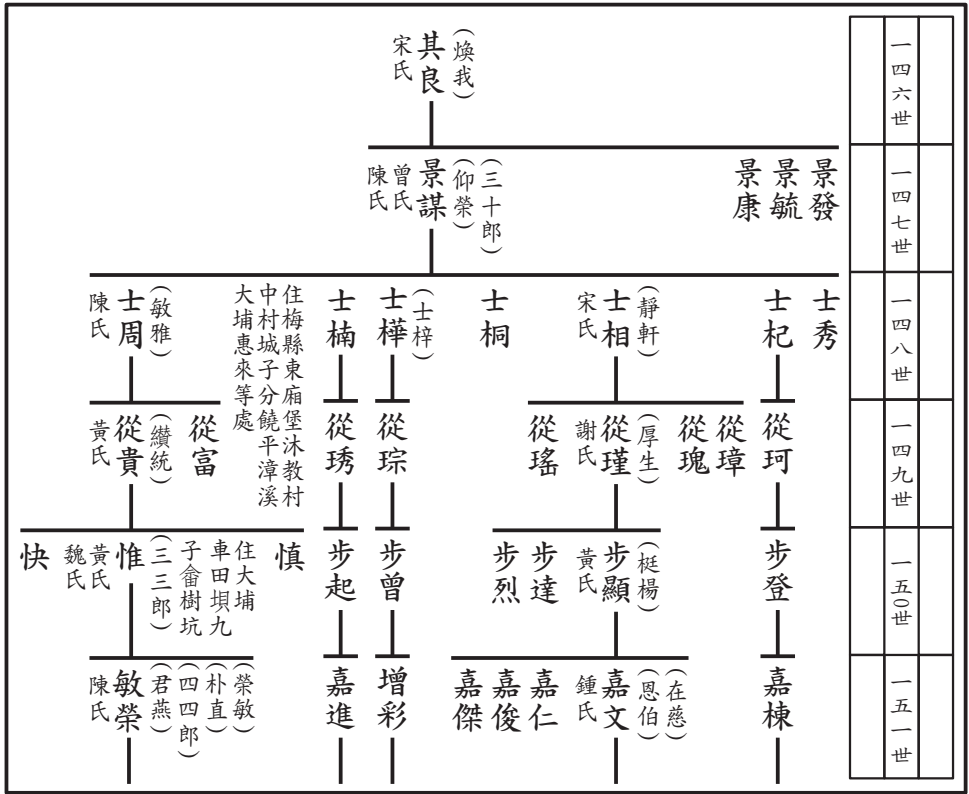 一四六世
(煥我)
其良
宋氏
一四七世
景發
景毓
景康
(三十郎)
(仰榮)
景謀
曾氏
陳氏
一四八世
士秀
士杞
(靜軒)
士相
宋氏
士桐
(士梓)
士樺
士楠
住梅縣東廂堡沐教村
中村城子分饒平漳溪
大埔惠來等處
(敏雅)
士周
陳氏
一四九世
從珂
從璋
從瑰
(厚生)
從瑾
謝氏
從瑤
從琮
從琇
從富
(纘統)
從貴
黃氏
一五〇世
步登
(梃楊)
步顯
黃氏
步達
步烈
步曾
步起
慎
住大埔
車田垻九
子畲樹坑
(三三郎)
惟
黃氏
魏氏
快
一五一世
嘉棟
(在慈)
(恩伯)
嘉文
鍾氏
嘉仁
嘉俊
嘉傑
增彩
嘉進
(榮敏)
(朴直)
(四四郎)
(君燕)
敏榮
陳氏